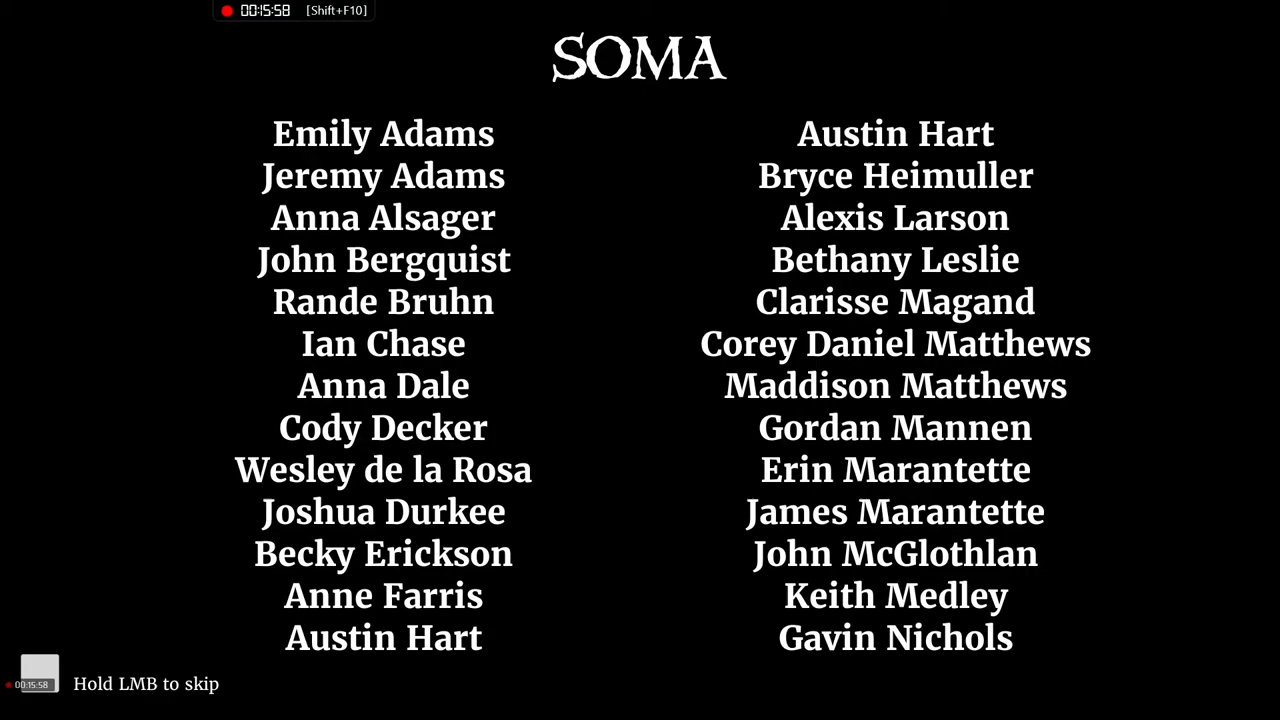 00:15:58 [Shift+F10]
SOMA
Emily Adams
Jeremy Adams
Anna Alsager
John Bergquist
Rande Bruhn
Ian Chase
Anna Dale
Cody Decker
Wesley de la Rosa
Joshua Durkee
Becky Erickson
Anne Farris
Austin Hart
Austin Hart
Bryce Heimuller
Alexis Larson
Bethany Leslie
Clarisse Magand
Corey Daniel Matthews
Maddison Matthews
Gordan Mannen
Erin Marantette
James Marantette
John McGlothlan
Keith Medley
Gavin Nichols
00:15:58
Hold LMB to skip